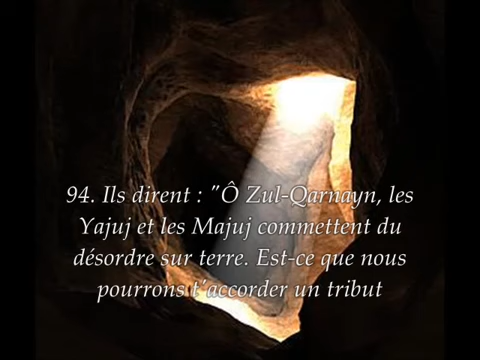 94. Ils dirent : "Ô Zul-Qarnayn, les
Yajuj et les Majuj commettent du
désordre sur terre. Est-ce que nous
pourrons t'accorder un tribut